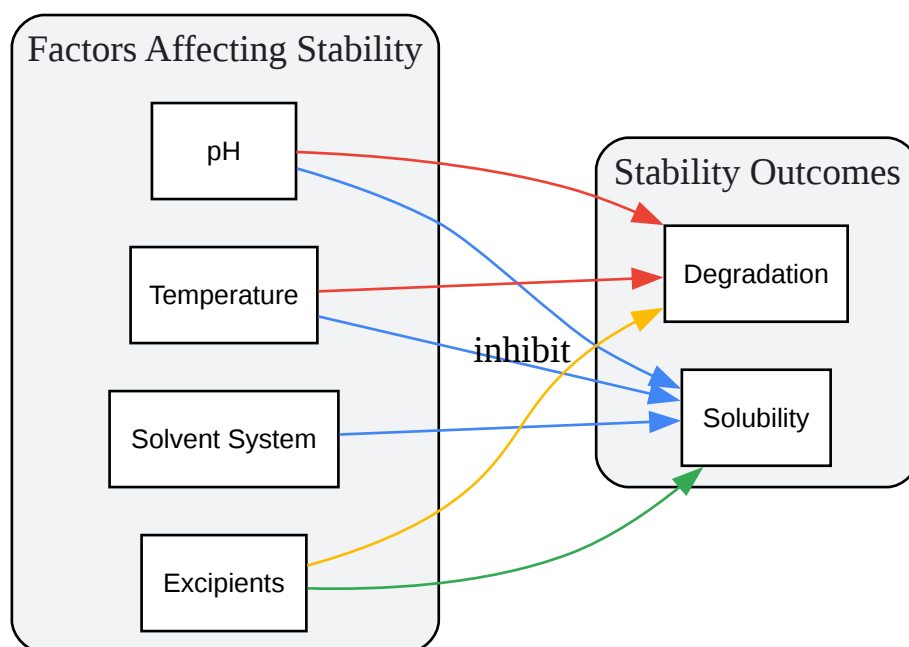 Factors Affecting Stability
pH
Temperature
Solvent System
Excipients
inhibit
Stability Outcomes
Degradation
Solubility